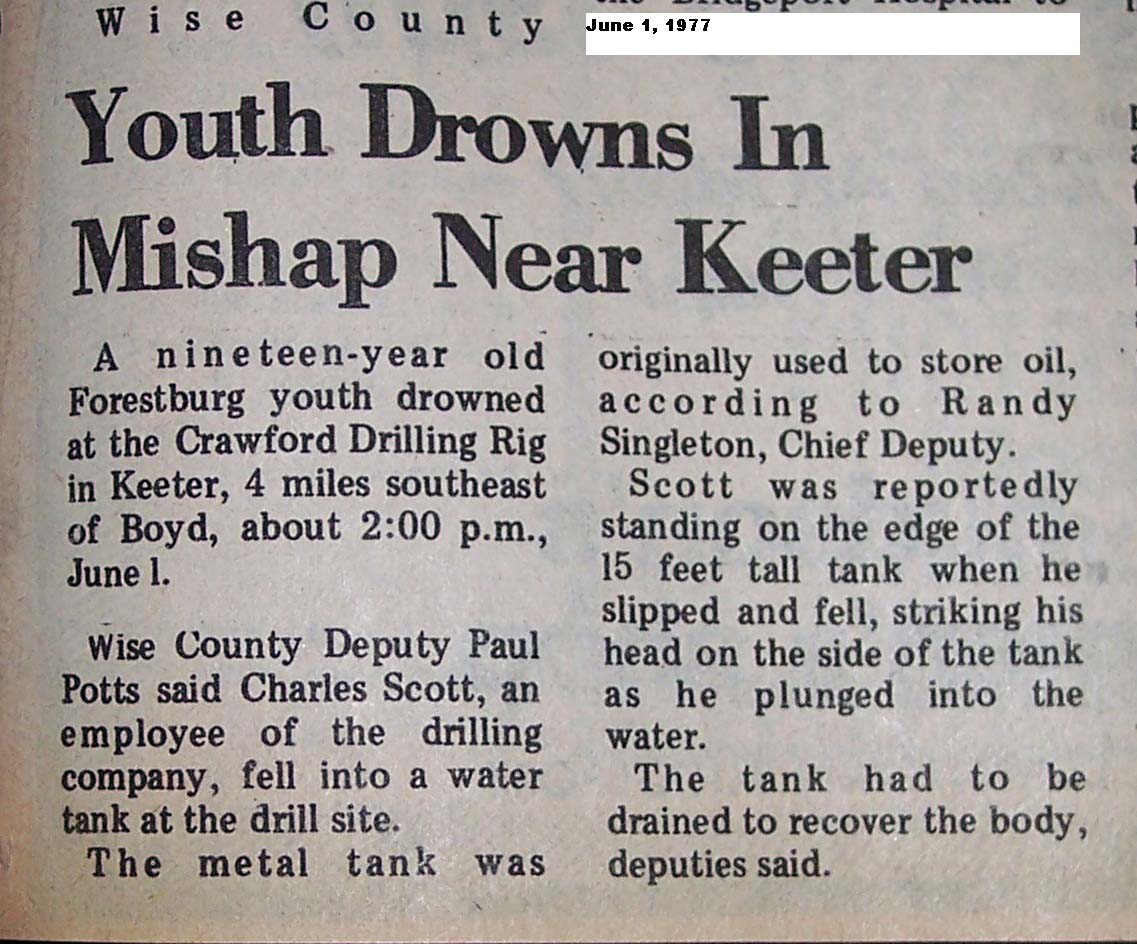 Wise County
the Bridgeport Hospital to
June 1, 1977
Youth Drowns In
Mishap Near Keeter
A nineteen-year old
Forestburg youth drowned
at the Crawford Drilling Rig
in Keeter, 4 miles southeast
of Boyd, about 2:00 p.m.,
June 1.
Wise County Deputy Paul
Potts said Charles Scott, an
employee of the drilling
company, fell into a water
tank at the drill site.
The metal tank was
originally used to store oil,
according to Randy
Singleton, Chief Deputy.
Scott was reportedly
standing on the edge of the
15 feet tall tank when he
slipped and fell, striking his
head on the side of the tank
as he plunged into the
water.
The tank had to be
drained to recover the body,
deputies said.